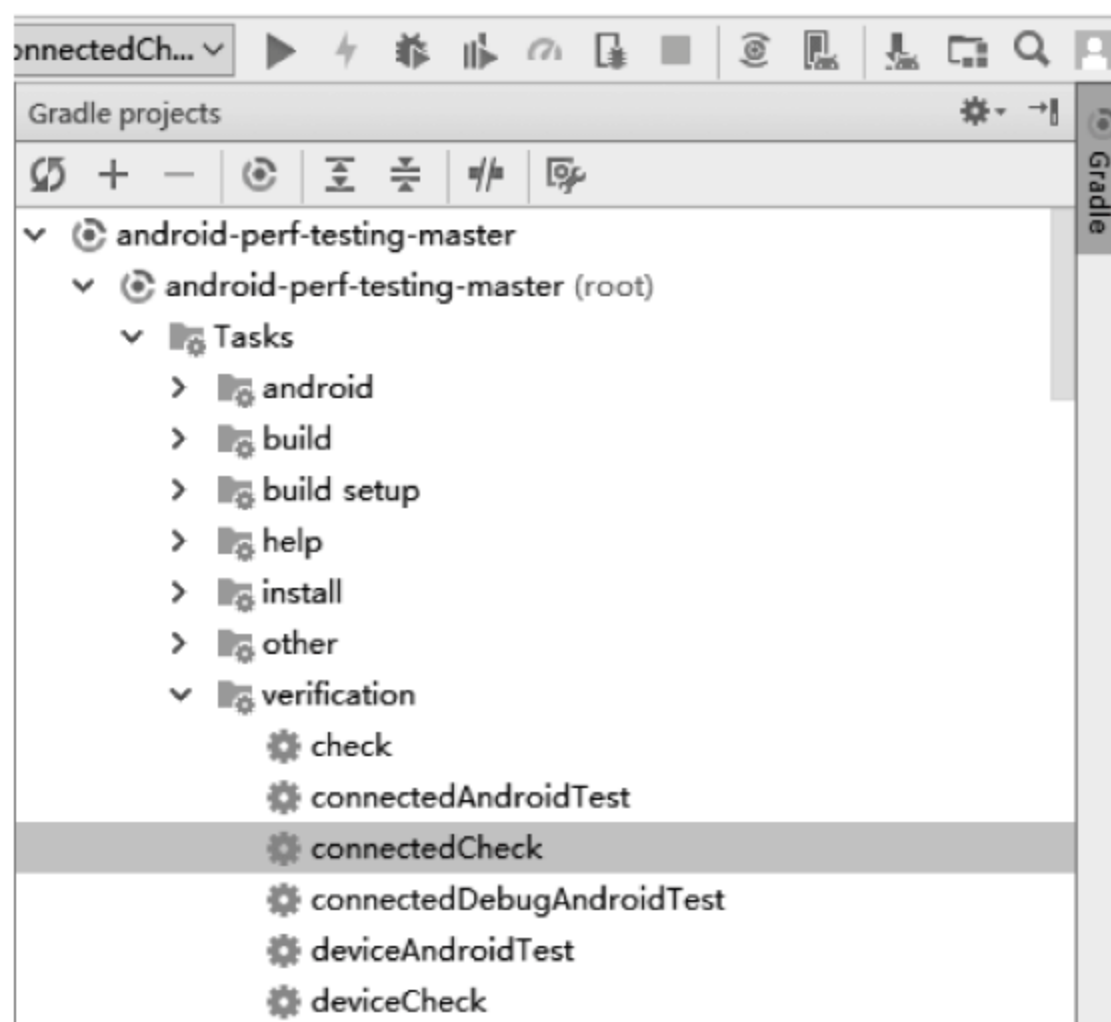 onnectedCh...
Gradle projects
Gradle
android-perf-testing-master
android-perf-testing-master (root)
Tasks
android
build
build setup
help
install
other
verification
check
connectedAndroidTest
connectedCheck
connectedDebugAndroidTest
deviceAndroidTest
deviceCheck